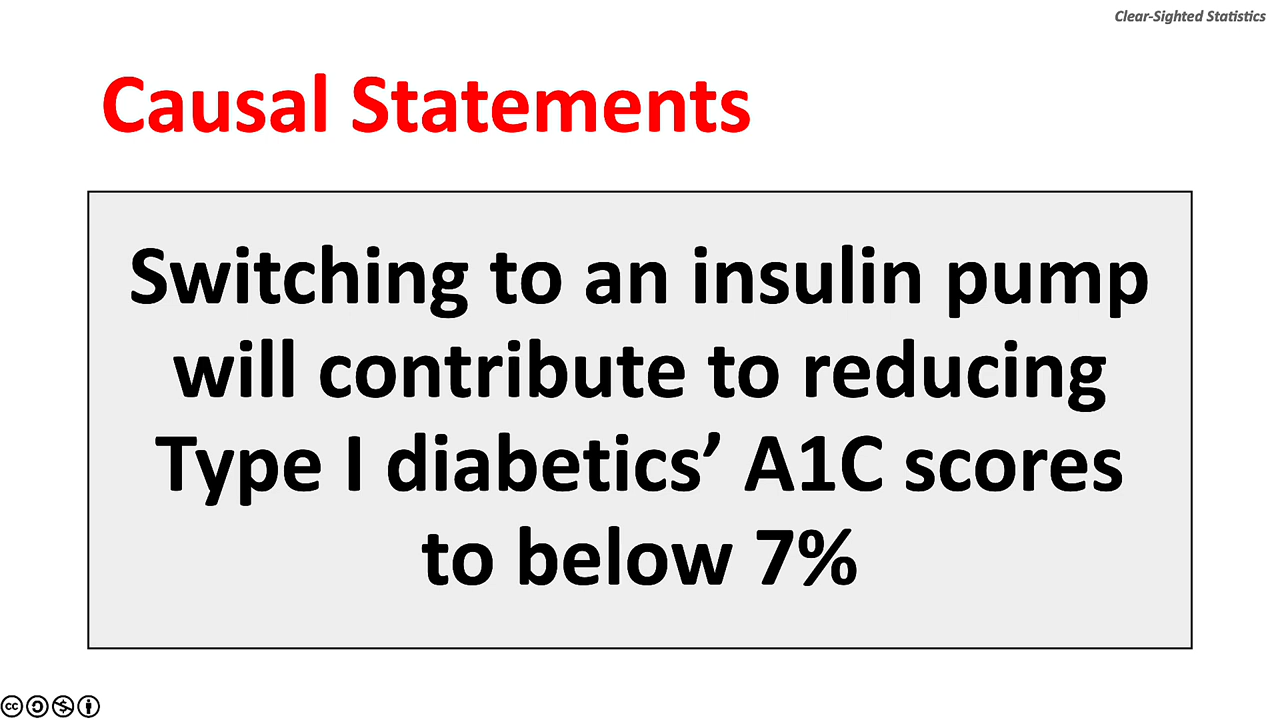 Clear-Sighted Statistics
Causal Statements
Switching to an insulin pump
will contribute to reducing
Type I diabetics’ A1C scores
to below 7%